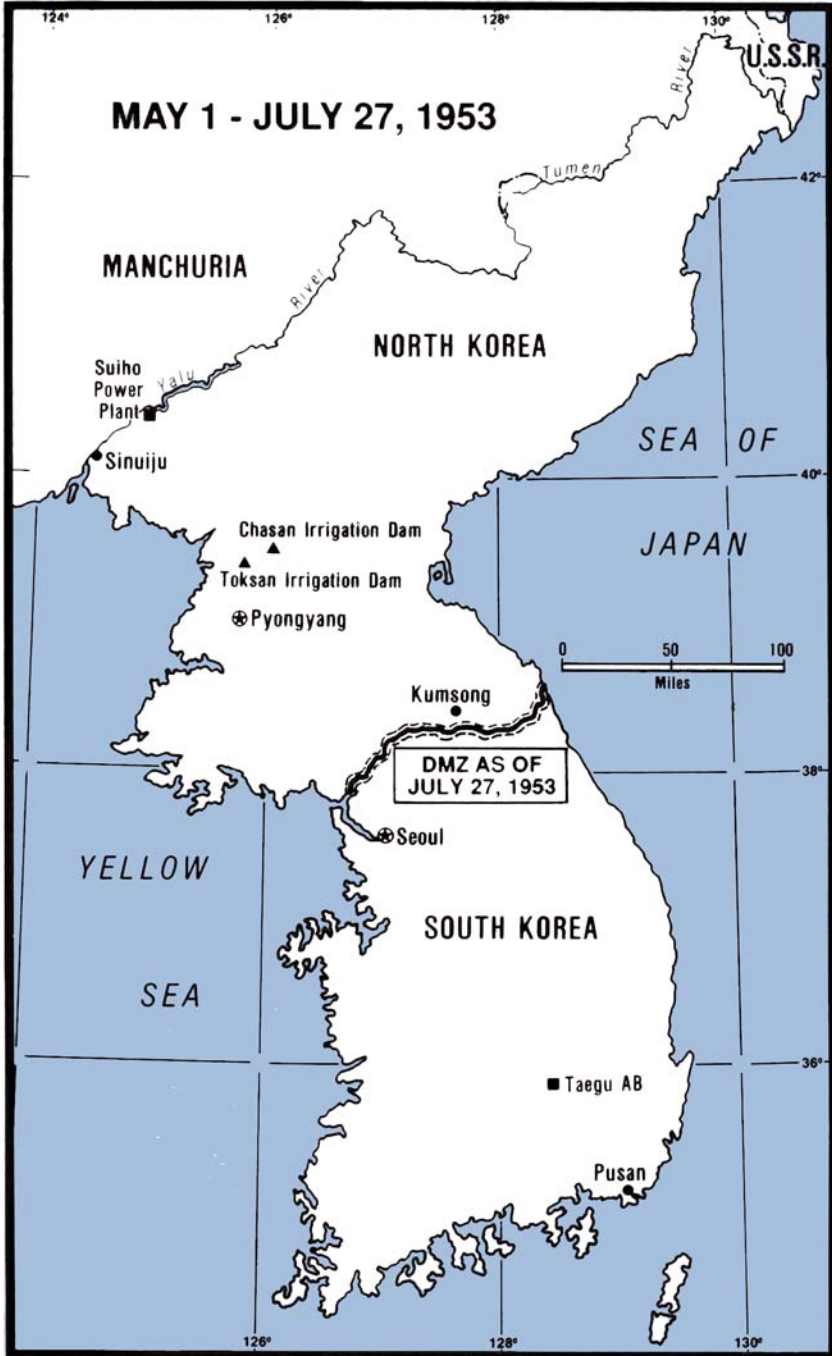 124°
126°
128°
130°
U.S.S.R.
MAY 1 - JULY 27, 1953
River
Tumen
42°
MANCHURIA
River
NORTH KOREA
Suiho
Power
Plant
Yalu
Sinuiju
SEA OF
40°
JAPAN
Chasan Irrigation Dam
Toksan Irrigation Dam
Pyongyang
0 50 100
Miles
Kumsong
DMZ AS OF
JULY 27, 1953
38°
Seoul
YELLOW
SEA
SOUTH KOREA
36°
Taegu AB
Pusan
126°
128°
130°